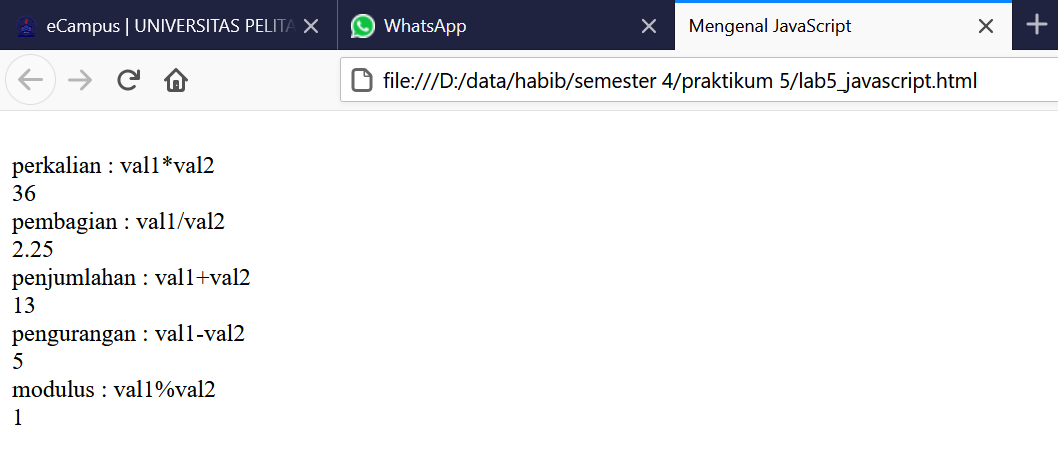 eCampus | UNIVERSITAS PELITA
WhatsApp
Mengenal JavaScript
file:///D:/data/habib/semester 4/praktikum 5/lab5_javascript.html
perkalian : val1*val2
36
pembagian : val1/val2
2.25
penjumlahan : val1+val2
13
pengurangan : val1-val2
5
modulus : val1%val2
1